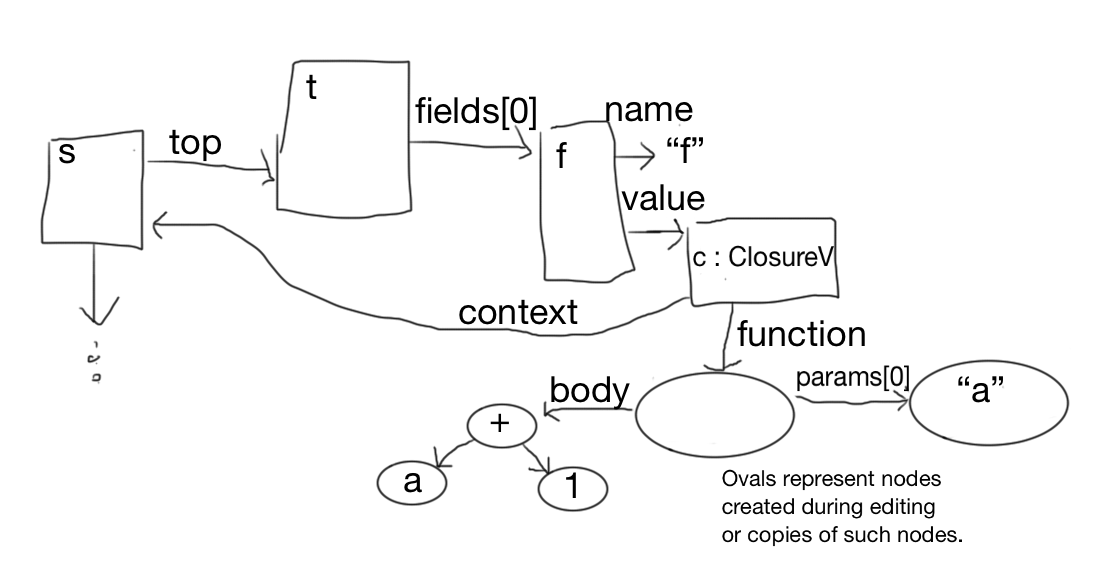 t
fields[0]
name
s
top
f
“f”
value
c : ClosureV
context
function
params[0]
body
“a”
+
a
1
Ovals represent nodes
created during editing
or copies of such nodes.